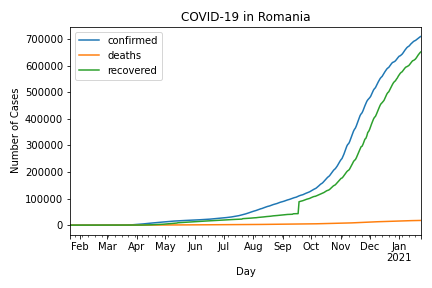 COVID-19 in Romania
confirmed
deaths
recovered
Number of Cases
700000
600000
500000
400000
300000
200000
100000
0
Feb Mar Apr May Jun Jul Aug Sep Oct Nov Dec Jan
2021
Day